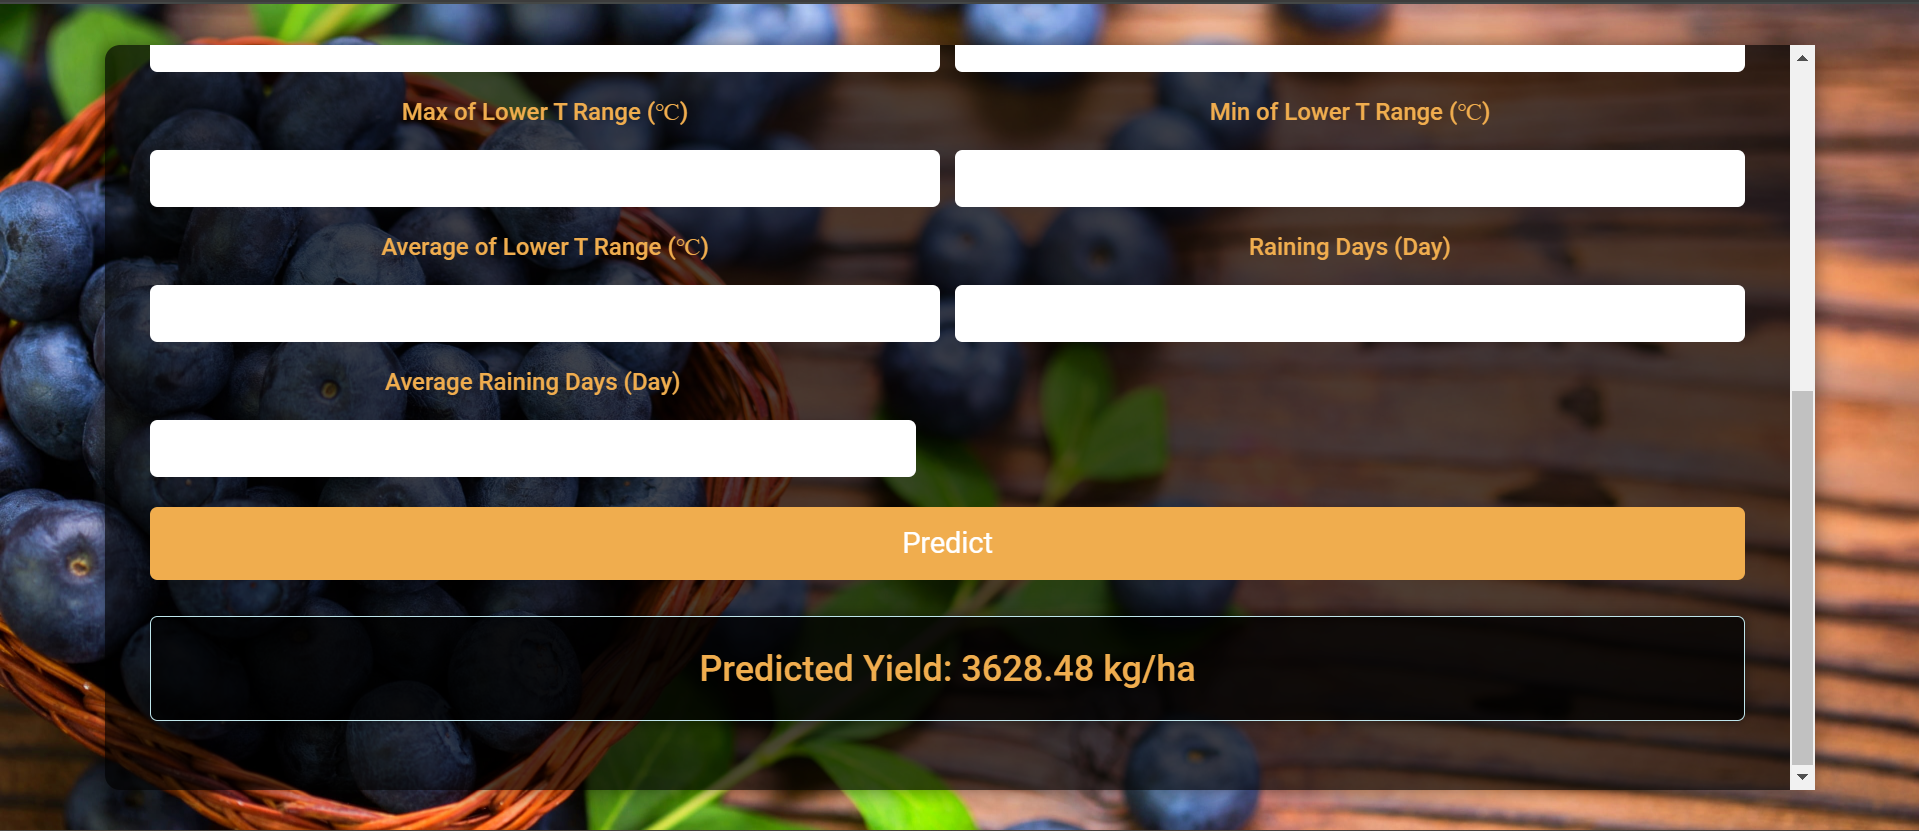 Max of Lower T Range (℃)
Min of Lower T Range (℃)
Average of Lower T Range (℃)
Raining Days (Day)
Average Raining Days (Day)
Predict
Predicted Yield: 3628.48 kg/ha